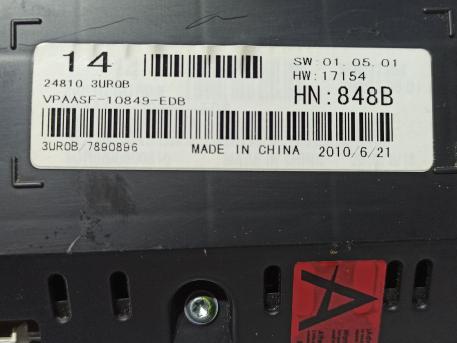 14
SW:01.05.01
HW:17154
24810 3UR0B
HN:848B
VPAASF-10849-EDB
3UR0B/7890896 MADE IN CHINA 2010/6/21
A